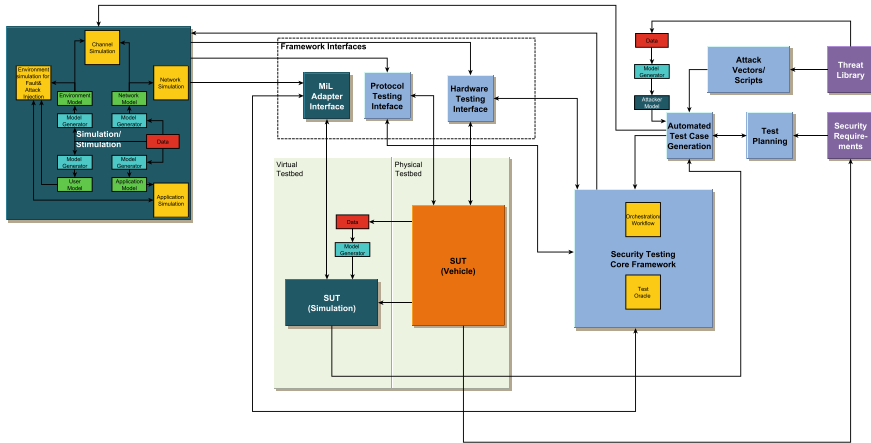 Channel
Simulation
Environment
simulation for
Fault&
Attack
Injection
Network
Simulation
Environment
Model
Network
Model
Model
Generator
Model
Generator
Simulation/
Stimulation
Data
Model
Generator
Model
Generator
User
Model
Application
Model
Application
Simulation
Framework Interfaces
MiL
Adapter
Interface
Protocol
Testing
Inteface
Hardware
Testing
Interface
Virtual
Testbed
Physical
Testbed
Data
Model
Generator
SUT
(Simulation)
SUT
(Vehicle)
Data
Model
Generator
Attacker
Model
Attack
Vectors/
Scripts
Threat
Library
Automated
Test Case
Generation
Test
Planning
Security
Require-
ments
Orchestration
Workflow
Security Testing
Core Framework
Test
Oracle